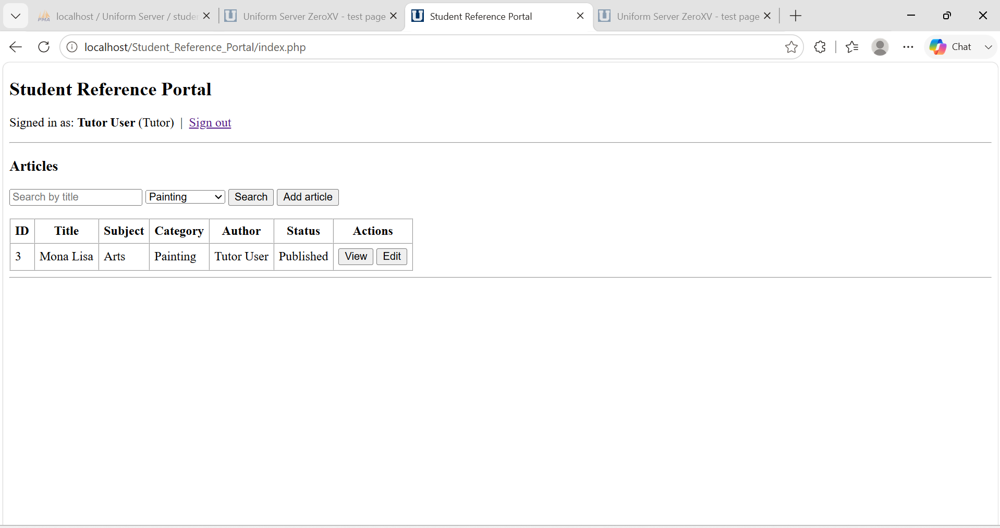 localhost / Uniform Server / stude
Uniform Server ZeroXV - test page
Student Reference Portal
Uniform Server ZeroXV - test page
localhost/Student_Reference_Portal/index.php
Chat
Student Reference Portal
Signed in as: Tutor User (Tutor) | Sign out
Articles
Search by title Painting Search Add article
ID Title Subject Category Author Status Actions
3 Mona Lisa Arts Painting Tutor User Published View Edit